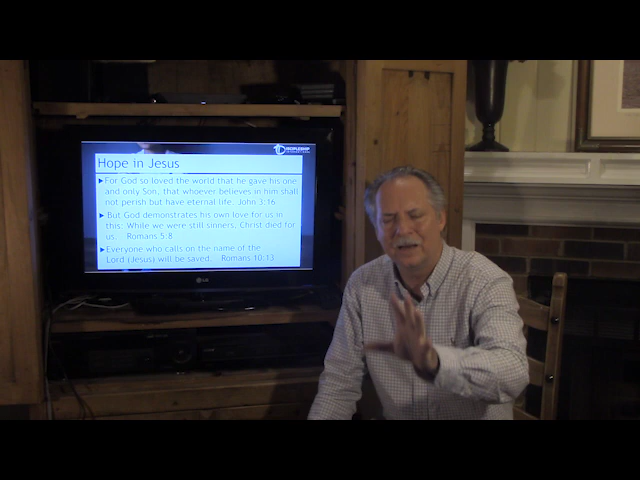 DISCIPLESHIP
Hope in Jesus
For God so loved the world that he gave his one
and only Son, that whoever believes in him shall
not perish but have eternal life. John 3:16
But God demonstrates his own love for us in
this: While we were still sinners, Christ died for
us. Romans 5:8
Everyone who calls on the name of the
Lord (Jesus) will be saved. Romans 10:13
LG